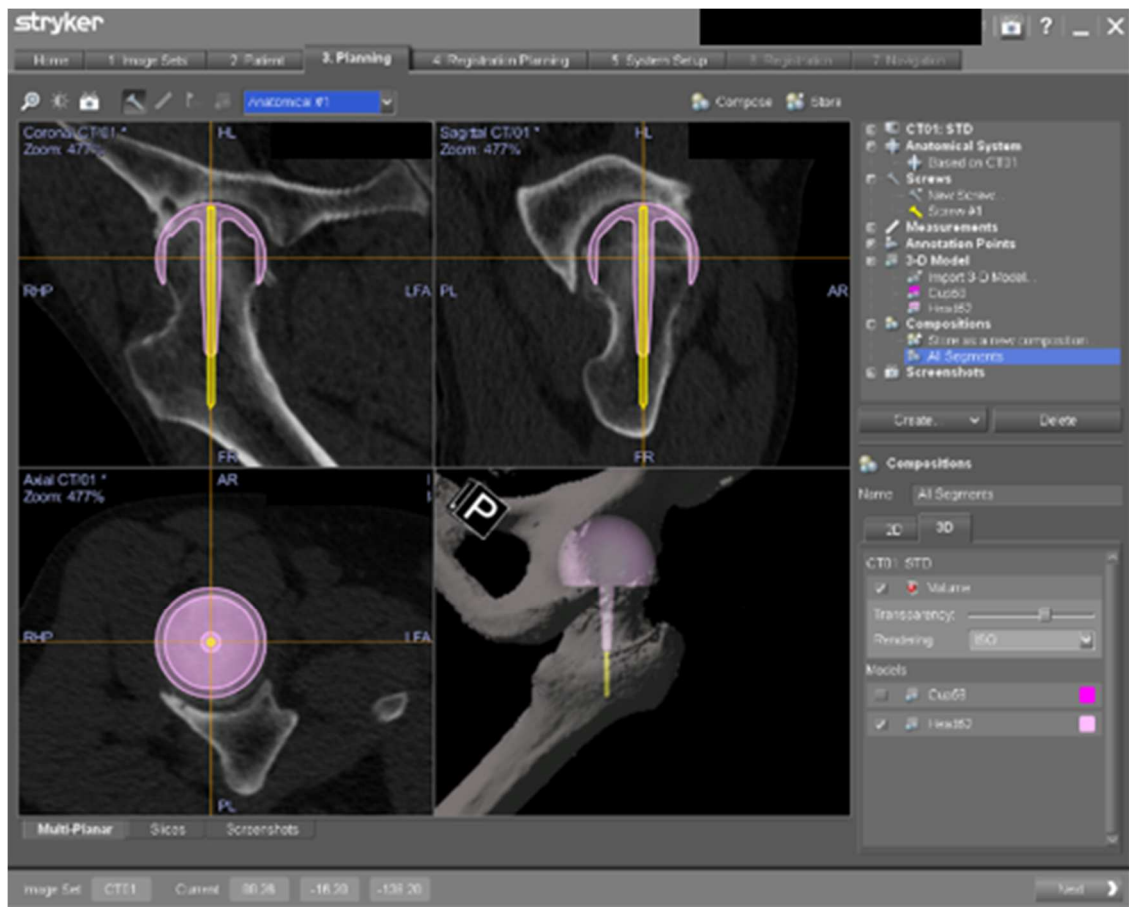 stryker
?
Home 1. Image Sets 2. Patient 3. Planning 4. Registration Planning 5. System Setup 6. Registration 7. Navigation
Anatomical #1 Compose Store
Coronal CT/01 *
Zoom: 477%
HL
RHP
LFA
FR
Sagittal CT/01 *
Zoom: 477%
HL
PL
AR
FR
Axial CT/01 *
Zoom: 477%
AR
RHP
LFA
PL
P
CT01: STD
Anatomical System
Based on CT01
Screws
New Screw...
Screw #1
Measurements
Annotation Points
3-D Model
Import 3-D Model...
Compositions
Store as a new composition
All Segments
Screenshots
Create... Delete
Compositions
Name All Segments
2D 3D
CT01: STD
Volume
Transparency:
Rendering ISO
Models
Multi-Planar Slices Screenshots
Image Set CT01 Current
Next